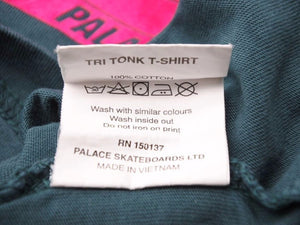 PALA
TRI TONK T-SHIRT
100% COTTON
Wash with similar colours
Wash inside out
Do not iron on print
RN 150137
PALACE SKATEBOARDS LTD
MADE IN VIETNAM